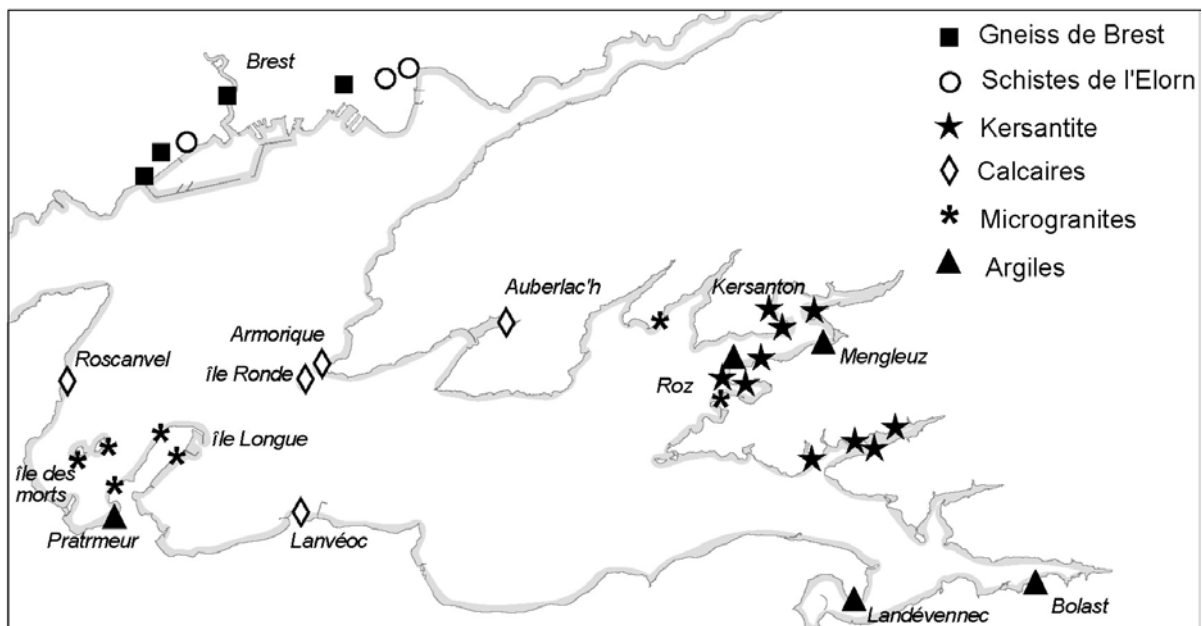 Gneiss de Brest
Schistes de l'Elorn
Kersantite
Calcaires
Microgranites
Argiles
Brest
Auberlac'h
Kersanton
Armorique
Roscanvel
île Ronde
Mengleuz
Roz
île Longue
île des
morts
Pratrmeur
Lanvéoc
Landévennec
Bolast